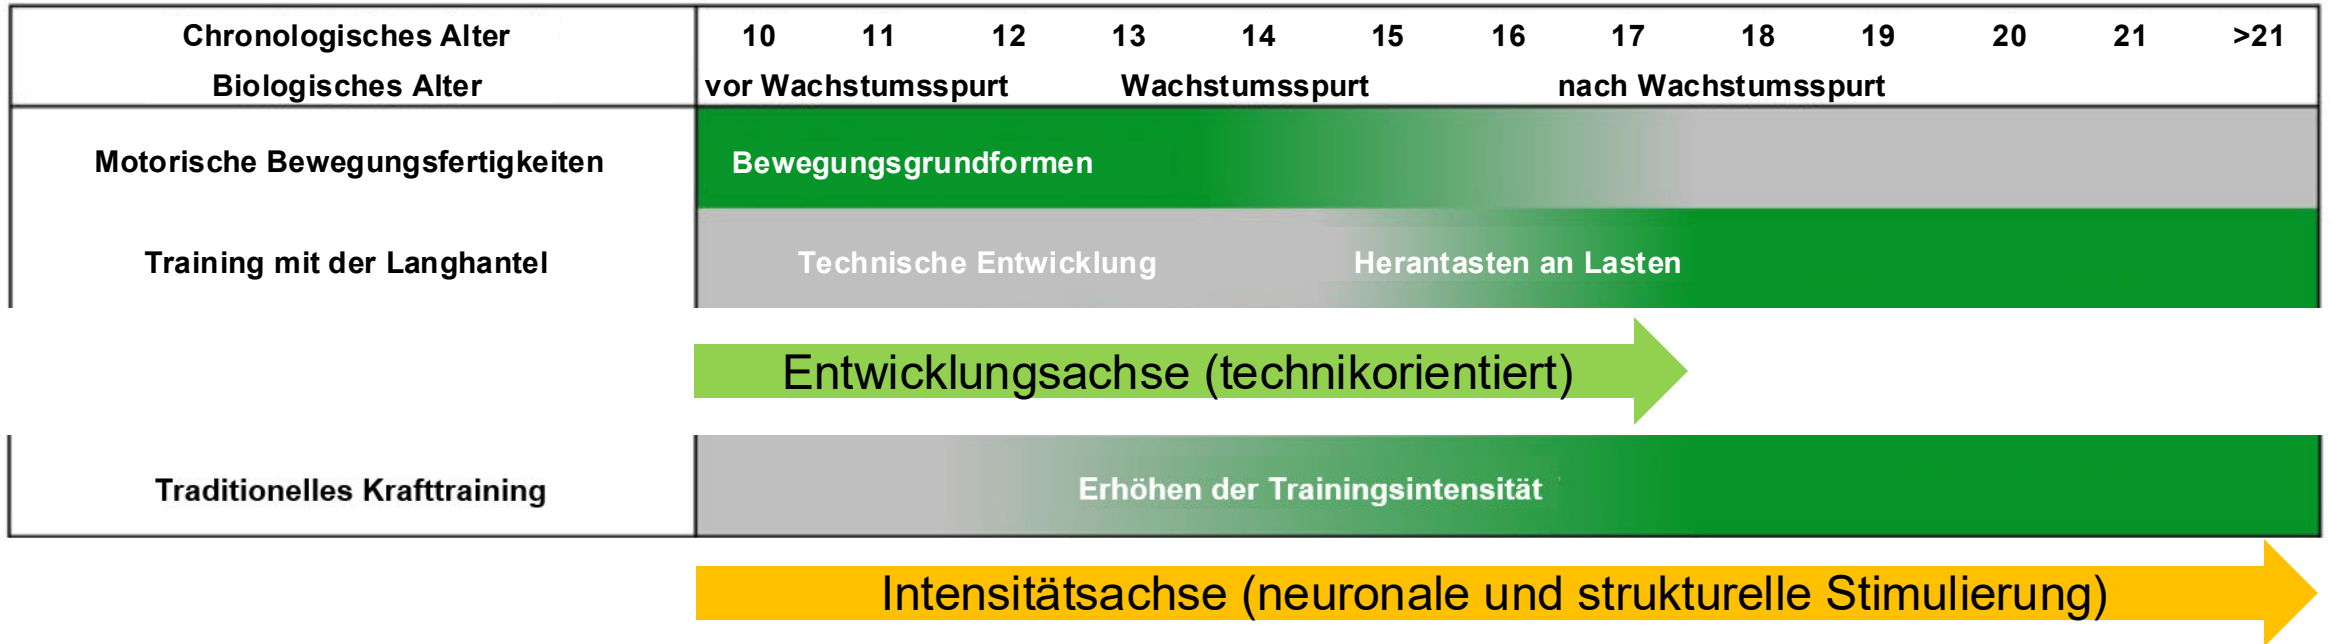 Chronologisches Alter 10 11 12 13 14 15 16 17 18 19 20 21 >21
Biologisches Alter vor Wachstumsspurt Wachstumsspurt nach Wachstumsspurt
Motorische Bewegungsfertigkeiten Bewegungsgrundformen
Training mit der Langhantel Technische Entwicklung Herantasten an Lasten
Entwicklungsachse (technikorientiert)
Traditionelles Krafttraining Erhöhen der Trainingsintensität
Intensitätsachse (neuronale und strukturelle Stimulierung)